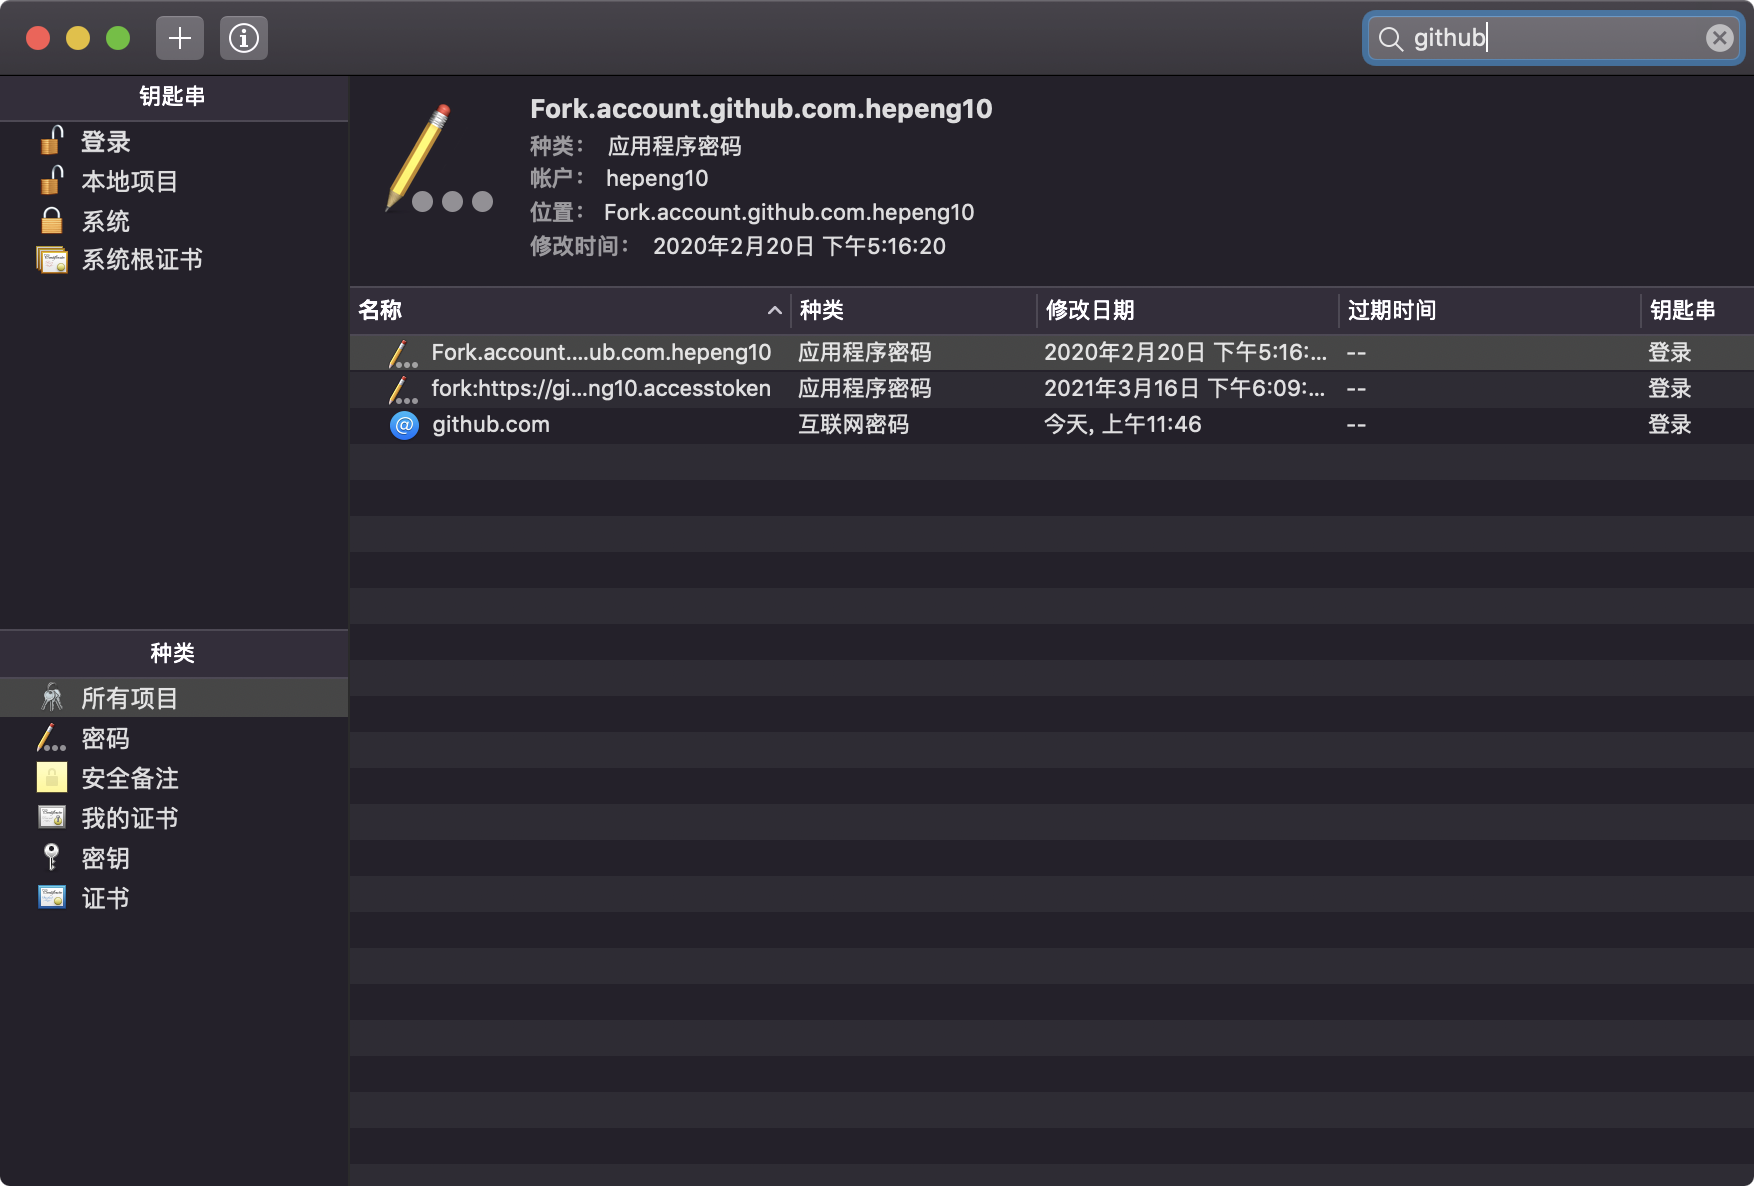 github
钥匙串
登录
本地项目
系统
系统根证书
Fork.account.github.com.hepeng10
种类： 应用程序密码
帐户： hepeng10
位置： Fork.account.github.com.hepeng10
修改时间： 2020年2月20日 下午5:16:20
名称 种类 修改日期 过期时间 钥匙串
Fork.account....ub.com.hepeng10 应用程序密码 2020年2月20日 下午5:16:... -- 登录
fork:https://gi...ng10.accesstoken 应用程序密码 2021年3月16日 下午6:09:... -- 登录
github.com 互联网密码 今天, 上午11:46 -- 登录
种类
所有项目
密码
安全备注
我的证书
密钥
证书